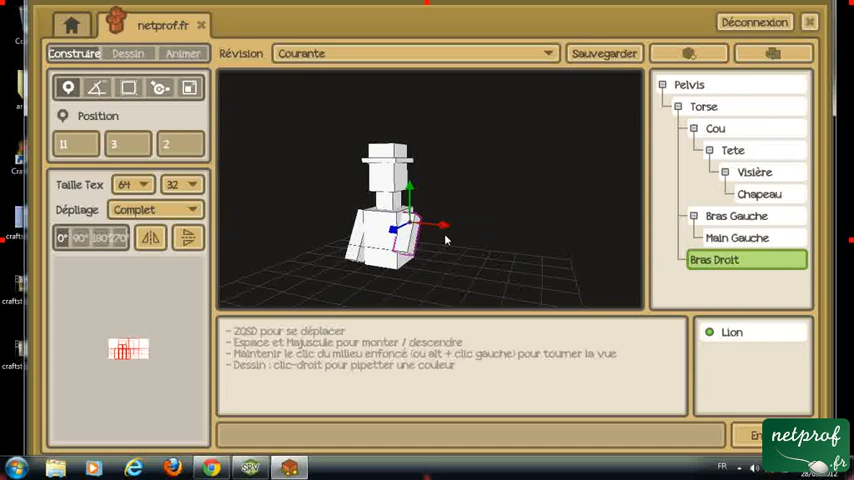 netprof.fr
Déconnexion
Construire
Dessin
Animer
Révision
Courante
Sauvegarder
Position
11
3
2
Taille Tex
64
32
Dépliage
Complet
0°
90°
180°
270°
Pelvis
Torse
Cou
Tete
Visière
Chapeau
Bras Gauche
Main Gauche
Bras Droit
- ZQSD pour se déplacer
- Espace et Majuscule pour monter / descendre
- Maintenir le clic du milieu enfoncé (ou alt + clic gauche) pour tourner la vue
- Dessin : clic-droit pour pipetter une couleur
Lion
netprof
.fr
FR
SRV